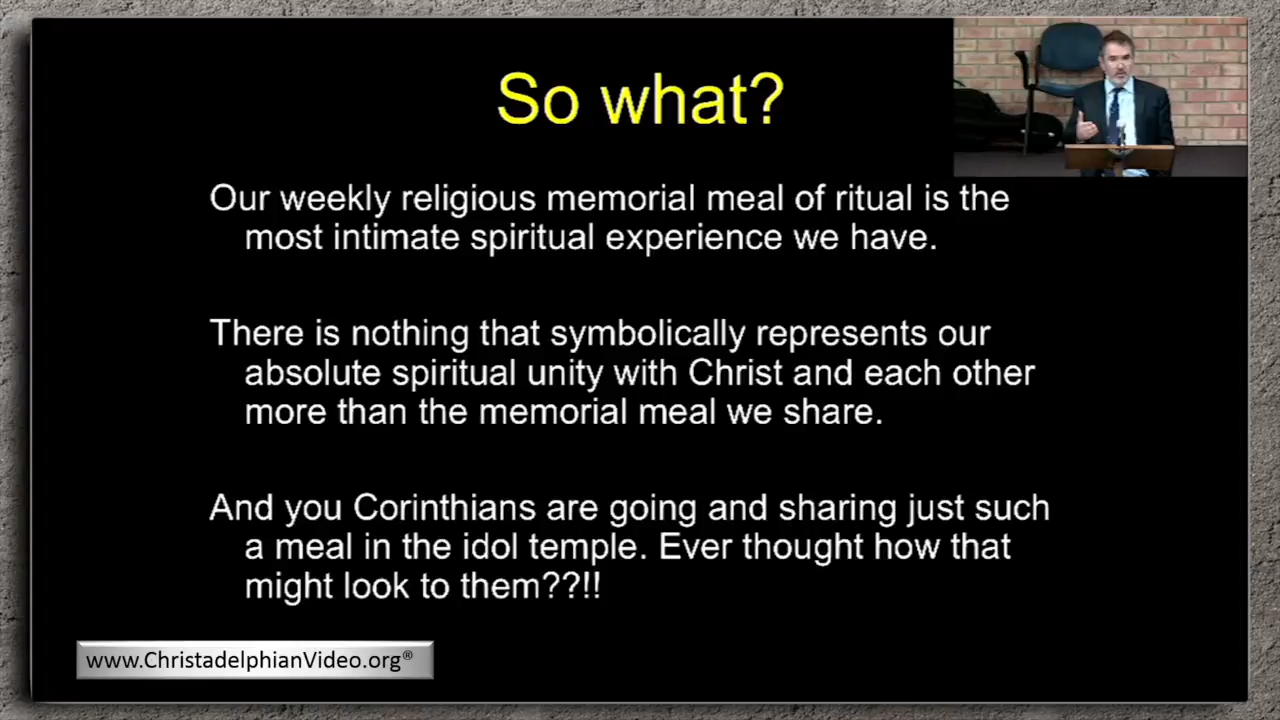 So what?
Our weekly religious memorial meal of ritual is the
most intimate spiritual experience we have.
There is nothing that symbolically represents our
absolute spiritual unity with Christ and each other
more than the memorial meal we share.
And you Corinthians are going and sharing just such
a meal in the idol temple. Ever thought how that
might look to them??!!
www.ChristadelphianVideo.org®